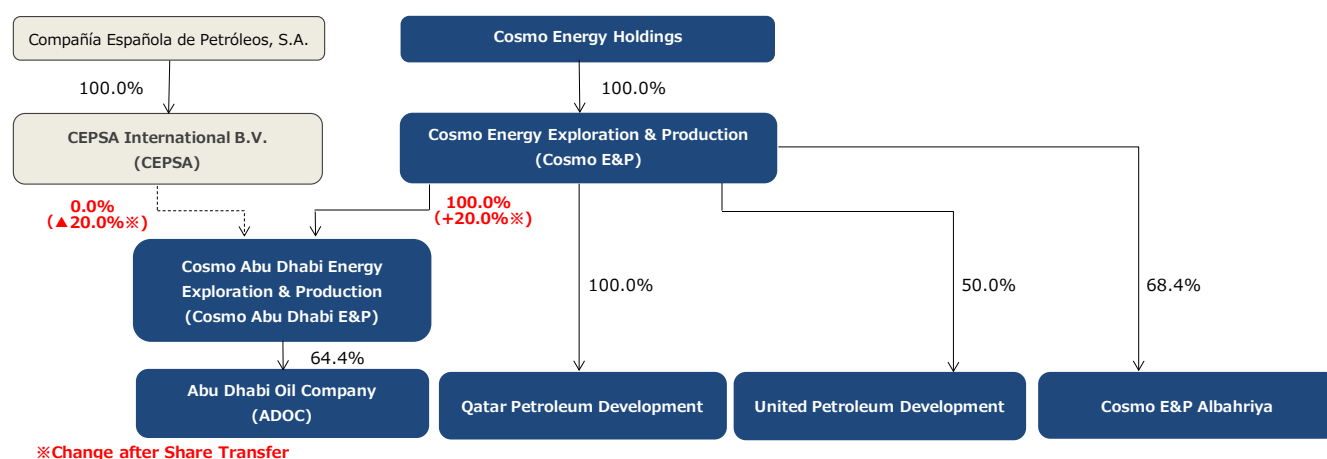 Compañía Española de Petróleos, S.A.
Cosmo Energy Holdings
100.0%
100.0%
CEPSA International B.V.
(CEPSA)
Cosmo Energy Exploration & Production
(Cosmo E&P)
0.0%
(▲20.0%※)
100.0%
(+20.0%※)
Cosmo Abu Dhabi Energy
Exploration & Production
(Cosmo Abu Dhabi E&P)
100.0%
50.0%
68.4%
64.4%
Abu Dhabi Oil Company
(ADOC)
Qatar Petroleum Development
United Petroleum Development
Cosmo E&P Albahriya
※Change after Share Transfer